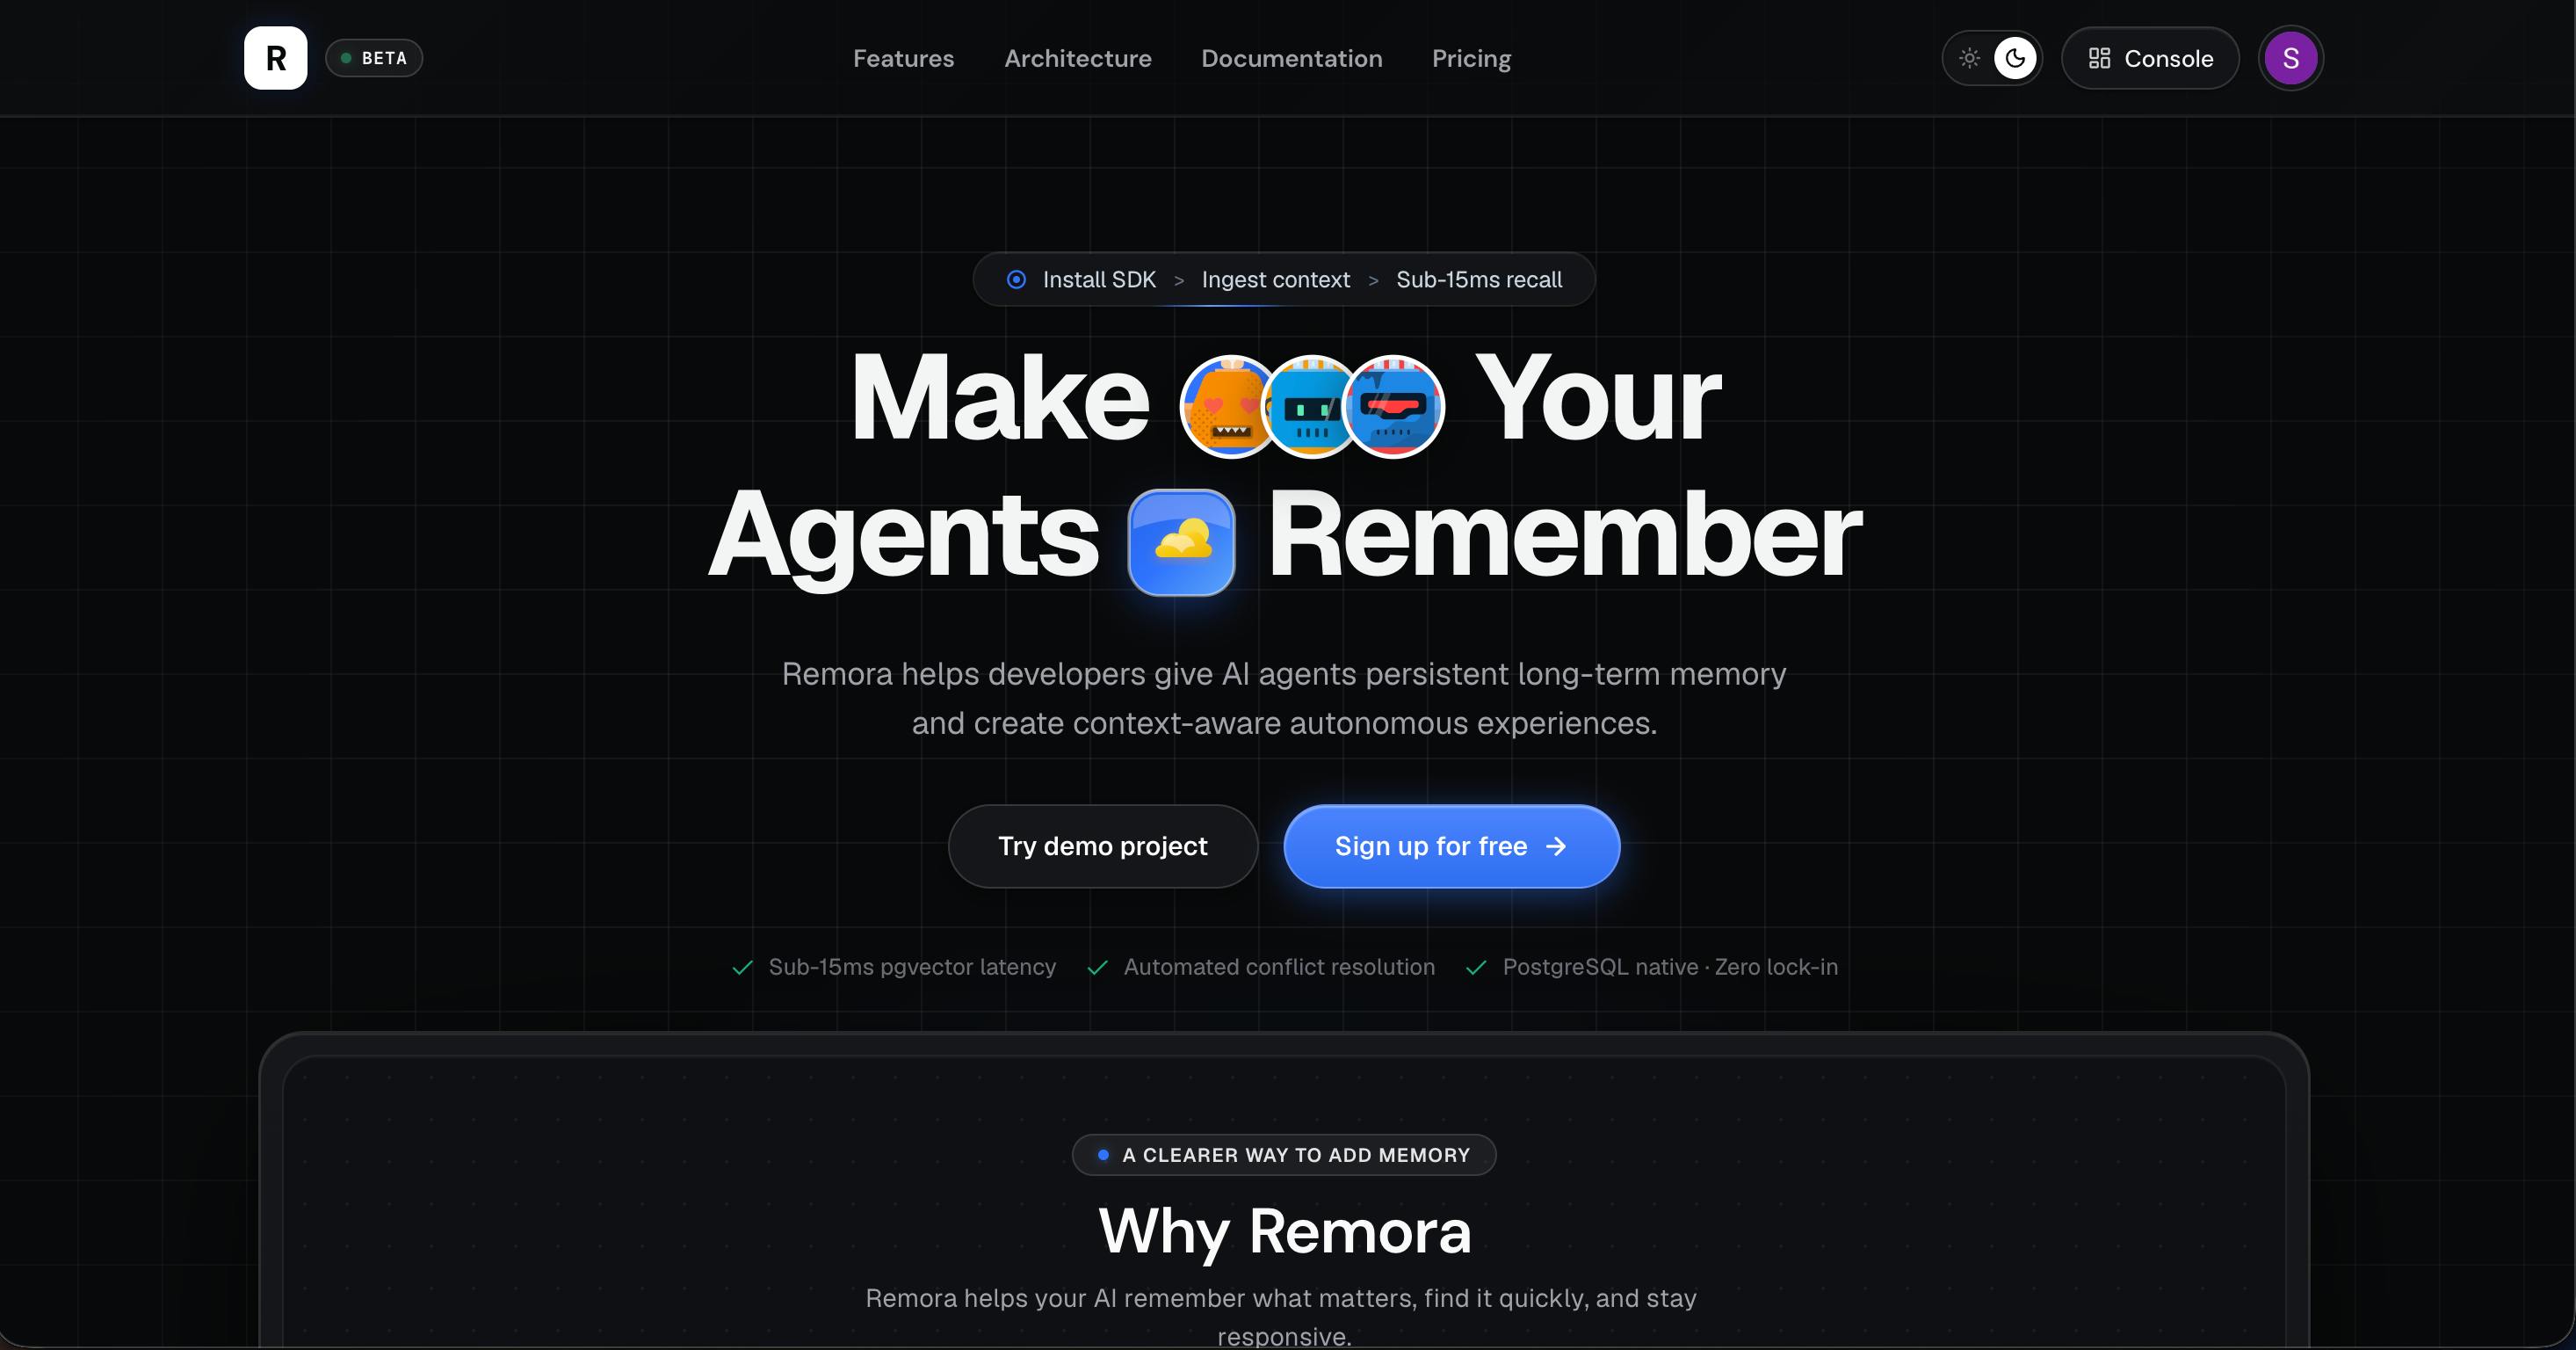 R
BETA
Features
Architecture
Documentation
Pricing
Console
S
Install SDK > Ingest context > Sub-15ms recall
Make Your
Agents Remember
Remora helps developers give AI agents persistent long-term memory
and create context-aware autonomous experiences.
Try demo project
Sign up for free →
Sub-15ms pgvector latency
Automated conflict resolution
PostgreSQL native · Zero lock-in
A CLEARER WAY TO ADD MEMORY
Why Remora
Remora helps your AI remember what matters, find it quickly, and stay
responsive.